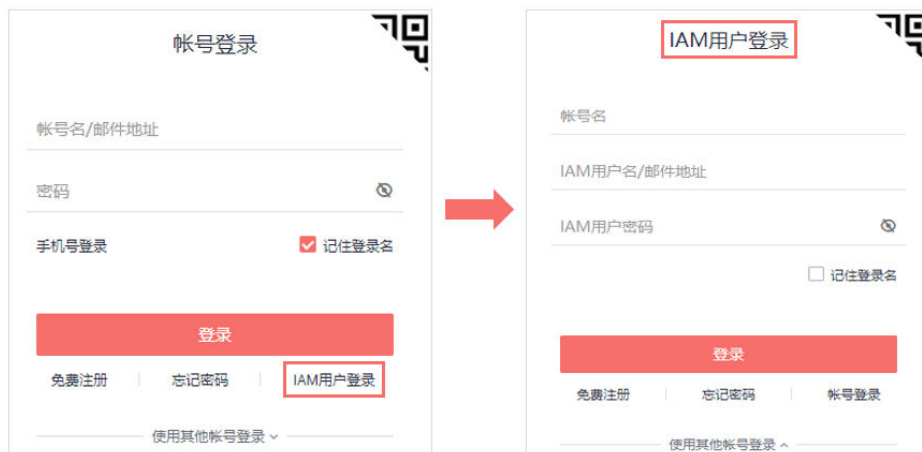 帐号登录
帐号名/邮件地址
密码
手机号登录
记住登录名
登录
免费注册
忘记密码
IAM用户登录
使用其他帐号登录
IAM用户登录
帐号名
IAM用户名/邮件地址
IAM用户密码
记住登录名
登录
免费注册
忘记密码
帐号登录
使用其他帐号登录